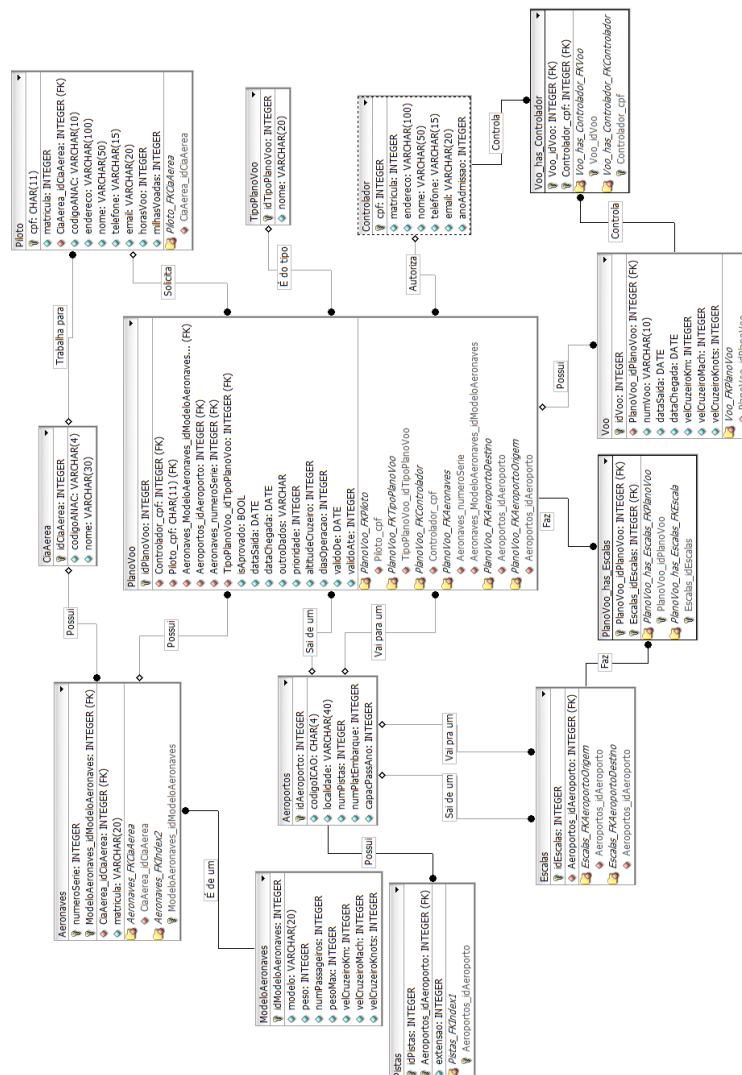 Aeronaves
numeroSerie: INTEGER
ModeloAeronaves_idModeloAeronaves: INTEGER (FK)
CiaAerea_idCiaAerea: INTEGER (FK)
matricula: VARCHAR(20)
Aeronaves_FKCiaAerea
CiaAerea_idCiaAerea
Aeronaves_FKIndex2
ModeloAeronaves_idModeloAeronaves
Possui
CiaAerea
idCiaAerea: INTEGER
codigoANAC: VARCHAR(4)
nome: VARCHAR(30)
Trabalha para
Piloto
cpf: CHAR(11)
matricula: INTEGER
CiaAerea_idCiaAerea: INTEGER (FK)
codigoANAC: VARCHAR(10)
endereco: VARCHAR(100)
nome: VARCHAR(50)
telefone: VARCHAR(15)
email: VARCHAR(20)
horasVoo: INTEGER
milhasVoadas: INTEGER
Piloto_FKCiaAerea
CiaAerea_idCiaAerea
É de um
Possui
Solicita
PlanoVoo
idPlanoVoo: INTEGER
Controlador_cpf: INTEGER (FK)
Piloto_cpf: CHAR(11) (FK)
Aeronaves_ModeloAeronaves_idModeloAeronaves... (FK)
Aeroportos_idAeroporto: INTEGER (FK)
Aeronaves_numeroSerie: INTEGER (FK)
TipoPlanoVoo_idTipoPlanoVoo: INTEGER (FK)
isAprovado: BOOL
dataSaida: DATE
dataChegada: DATE
outroDados: VARCHAR
prioridade: INTEGER
altitudeCruzeiro: INTEGER
diasOperacao: INTEGER
validoDe: DATE
validoAte: INTEGER
PlanoVoo_FKPiloto
Piloto_cpf
PlanoVoo_FKTipoPlanoVoo
TipoPlanoVoo_idTipoPlanoVoo
PlanoVoo_FKControlador
Controlador_cpf
PlanoVoo_FKAeronaves
Aeronaves_numeroSerie
Aeronaves_ModeloAeronaves_idModeloAeronaves
PlanoVoo_FKAeroportoDestino
Aeroportos_idAeroporto
PlanoVoo_FKAeroportoOrigem
Aeroportos_idAeroporto
TipoPlanoVoo
idTipoPlanoVoo: INTEGER
nome: VARCHAR(20)
É do tipo
ModeloAeronaves
idModeloAeronaves: INTEGER
modelo: VARCHAR(20)
peso: INTEGER
numPassageiros: INTEGER
pesoMax: INTEGER
velCruzeiroKm: INTEGER
velCruzeiroMach: INTEGER
velCruzeiroKnots: INTEGER
Aeroportos
idAeroporto: INTEGER
codigoICAO: CHAR(4)
localidade: VARCHAR(40)
numPistas: INTEGER
numPlatEmbarque: INTEGER
capacPassAno: INTEGER
Sai de um
Vai para um
Controlador
cpf: INTEGER
matricula: INTEGER
endereco: VARCHAR(100)
nome: VARCHAR(50)
telefone: VARCHAR(15)
email: VARCHAR(20)
anoAdmissao: INTEGER
Possui
Autoriza
Pistas
idPistas: INTEGER
Aeroportos_idAeroporto: INTEGER (FK)
extensao: INTEGER
Pistas_FKIndex1
Aeroportos_idAeroporto
Sai de um
Vai pra um
Controla
Escalas
idEscalas: INTEGER
Aeroportos_idAeroporto: INTEGER (FK)
Escalas_FKAeroportoOrigem
Aeroportos_idAeroporto
Escalas_FKAeroportoDestino
Aeroportos_idAeroporto
Faz
Possui
Voo_has_Controlador
Voo_idVoo: INTEGER (FK)
Controlador_cpf: INTEGER (FK)
Voo_has_Controlador_FKVoo
Voo_idVoo
Voo_has_Controlador_FKControlador
Controlador_cpf
Faz
PlanoVoo_has_Escalas
PlanoVoo_idPlanoVoo: INTEGER (FK)
Escalas_idEscalas: INTEGER (FK)
PlanoVoo_has_Escalas_FKPlanoVoo
PlanoVoo_idPlanoVoo
PlanoVoo_has_Escalas_FKEscala
Escalas_idEscalas
Controla
Voo
idVoo: INTEGER
PlanoVoo_idPlanoVoo: INTEGER (FK)
numVoo: VARCHAR(10)
dataSaida: DATE
dataChegada: DATE
velCruzeiroKm: INTEGER
velCruzeiroMach: INTEGER
velCruzeiroKnots: INTEGER
Voo_FKPlanoVoo
PlanoVoo_idPlanoVoo